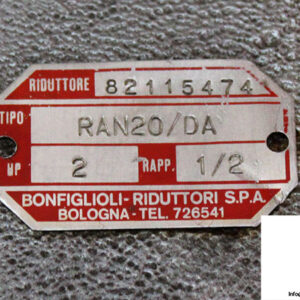 RIDUTTORE 82115474
TIPO RAN20/DA
HP 2 RAPP. 1/2
BONFIGLIOLI-RIDUTTORI S.P.A.
BOLOGNA-TEL. 726541